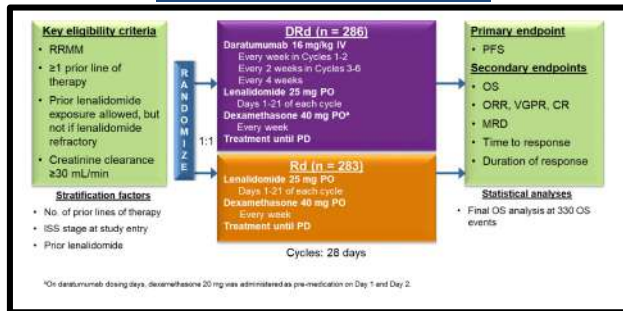 Key eligibility criteria
• RRMM
• ≥1 prior line of
therapy
• Prior lenalidomide
exposure allowed, but
not if lenalidomide
refractory
• Creatinine clearance
≥30 mL/min
Stratification factors
• No. of prior lines of therapy
• ISS stage at study entry
• Prior lenalidomide
RANDOMIZE
1:1
DRd (n = 286)
Daratumumab 16 mg/kg IV
Every week in Cycles 1-2
Every 2 weeks in Cycles 3-6
Every 4 weeks
Lenalidomide 25 mg PO
Days 1-21 of each cycle
Dexamethasone 40 mg POª
Every week
Treatment until PD
Rd (n = 283)
Lenalidomide 25 mg PO
Days 1-21 of each cycle
Dexamethasone 40 mg PO
Every week
Treatment until PD
Cycles: 28 days
Primary endpoint
• PFS
Secondary endpoints
• OS
• ORR, VGPR, CR
• MRD
• Time to response
• Duration of response
Statistical analyses
• Final OS analysis at 330 OS
events
ªOn daratumumab dosing days, dexamethasone 20 mg was administered as pre-medication on Day 1 and Day 2.